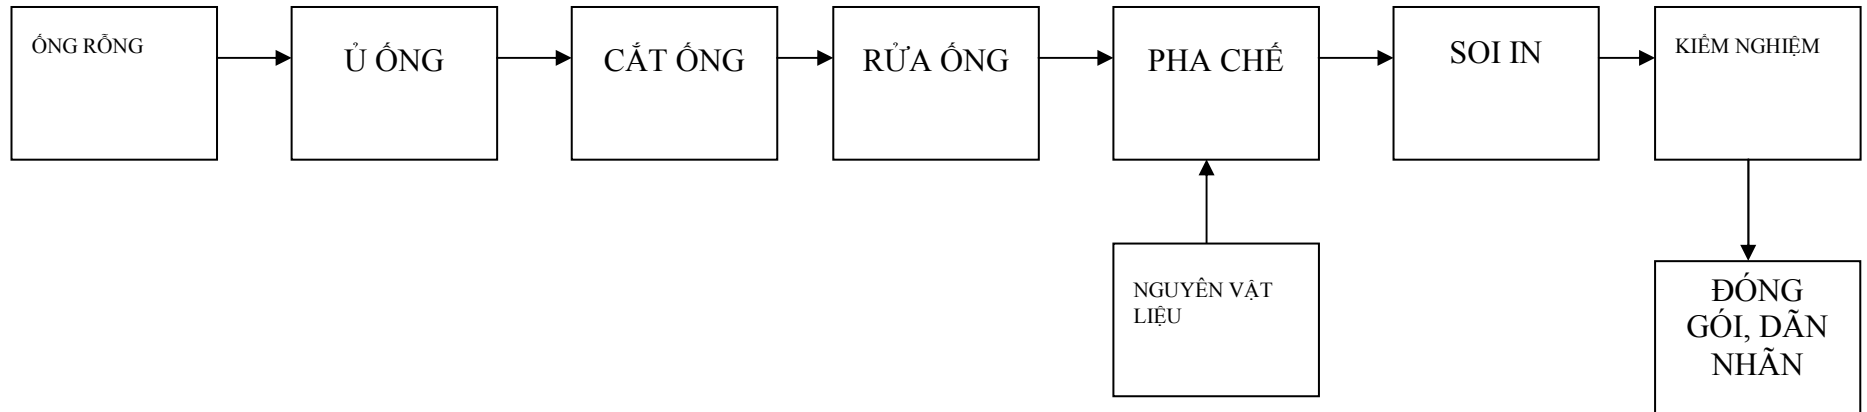 ỐNG RỖNG
Ủ ỐNG
CẮT ỐNG
RỬA ỐNG
PHA CHẾ
SOI IN
KIỂM NGHIỆM
NGUYÊN VẬT
LIỆU
ĐÓNG
GÓI, DÃN
NHÃN